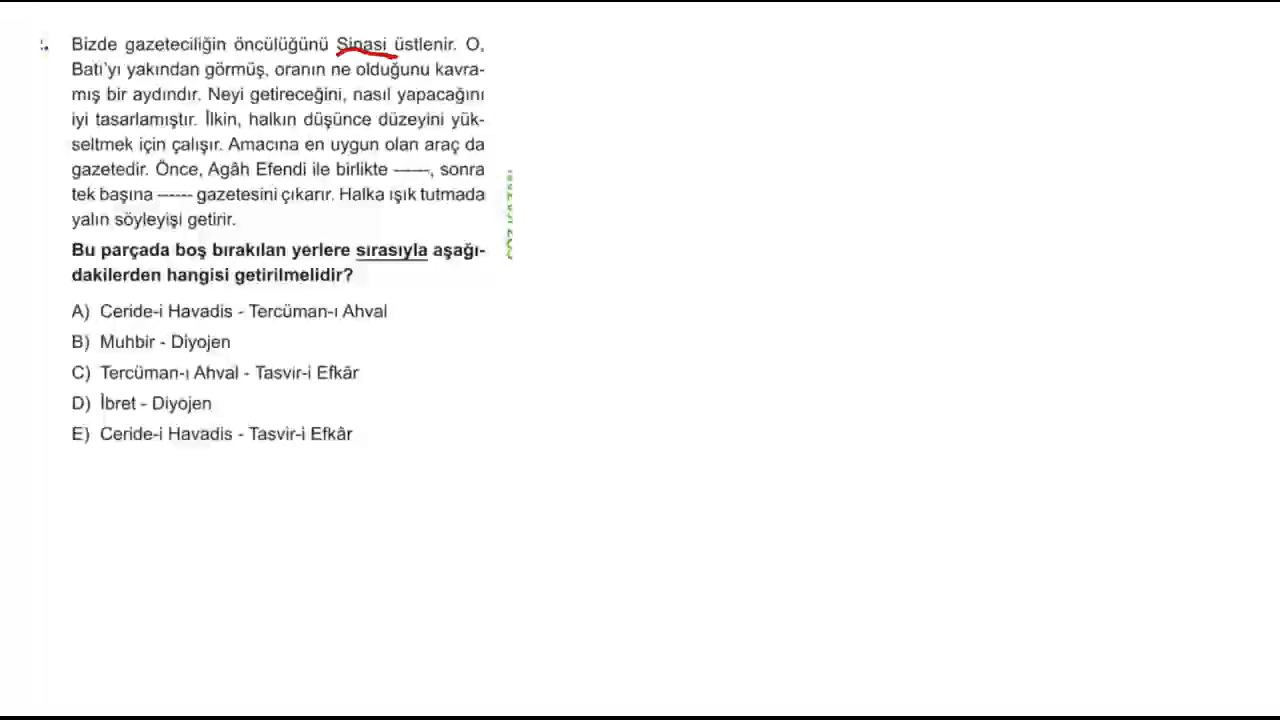 Bizde gazeteciliğin öncülüğünü Şinasi üstlenir. O,
Batı'yı yakından görmüş, oranın ne olduğunu kavra-
mış bir aydındır. Neyi getireceğini, nasıl yapacağını
iyi tasarlamıştır. İlkin, halkın düşünce düzeyini yük-
seltmek için çalışır. Amacına en uygun olan araç da
gazetedir. Önce, Agâh Efendi ile birlikte ------, sonra
tek başına ------ gazetesini çıkarır. Halka ışık tutmada
yalın söyleyişi getirir.
Bu parçada boş bırakılan yerlere sırasıyla aşağı-
dakilerden hangisi getirilmelidir?
A) Ceride-i Havadis - Tercüman-ı Ahval
B) Muhbir - Diyojen
C) Tercüman-ı Ahval - Tasvir-i Efkâr
D) İbret - Diyojen
E) Ceride-i Havadis - Tasvir-i Efkâr